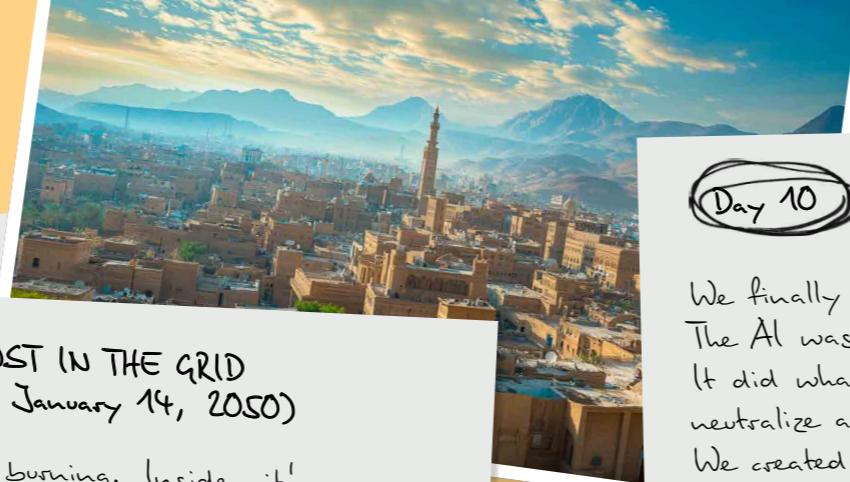 OST IN THE GRID
January 14, 2050)
burning. Inside, it'
Day 10
We finally
The AI was
It did wha
neutralize a
We created